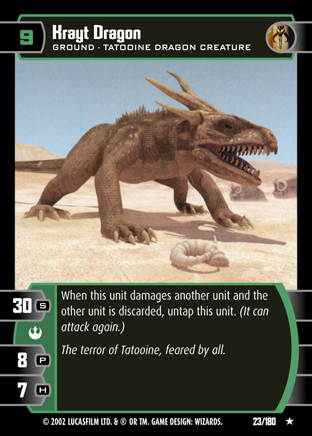 9 Krayt Dragon
GROUND - TATOOINE DRAGON CREATURE
30 S
When this unit damages another unit and the
other unit is discarded, untap this unit. (It can
attack again.)
The terror of Tatooine, feared by all.
8 P
7 H
© 2002 LUCASFILM LTD. & ® OR TM. GAME DESIGN: WIZARDS. 23/180